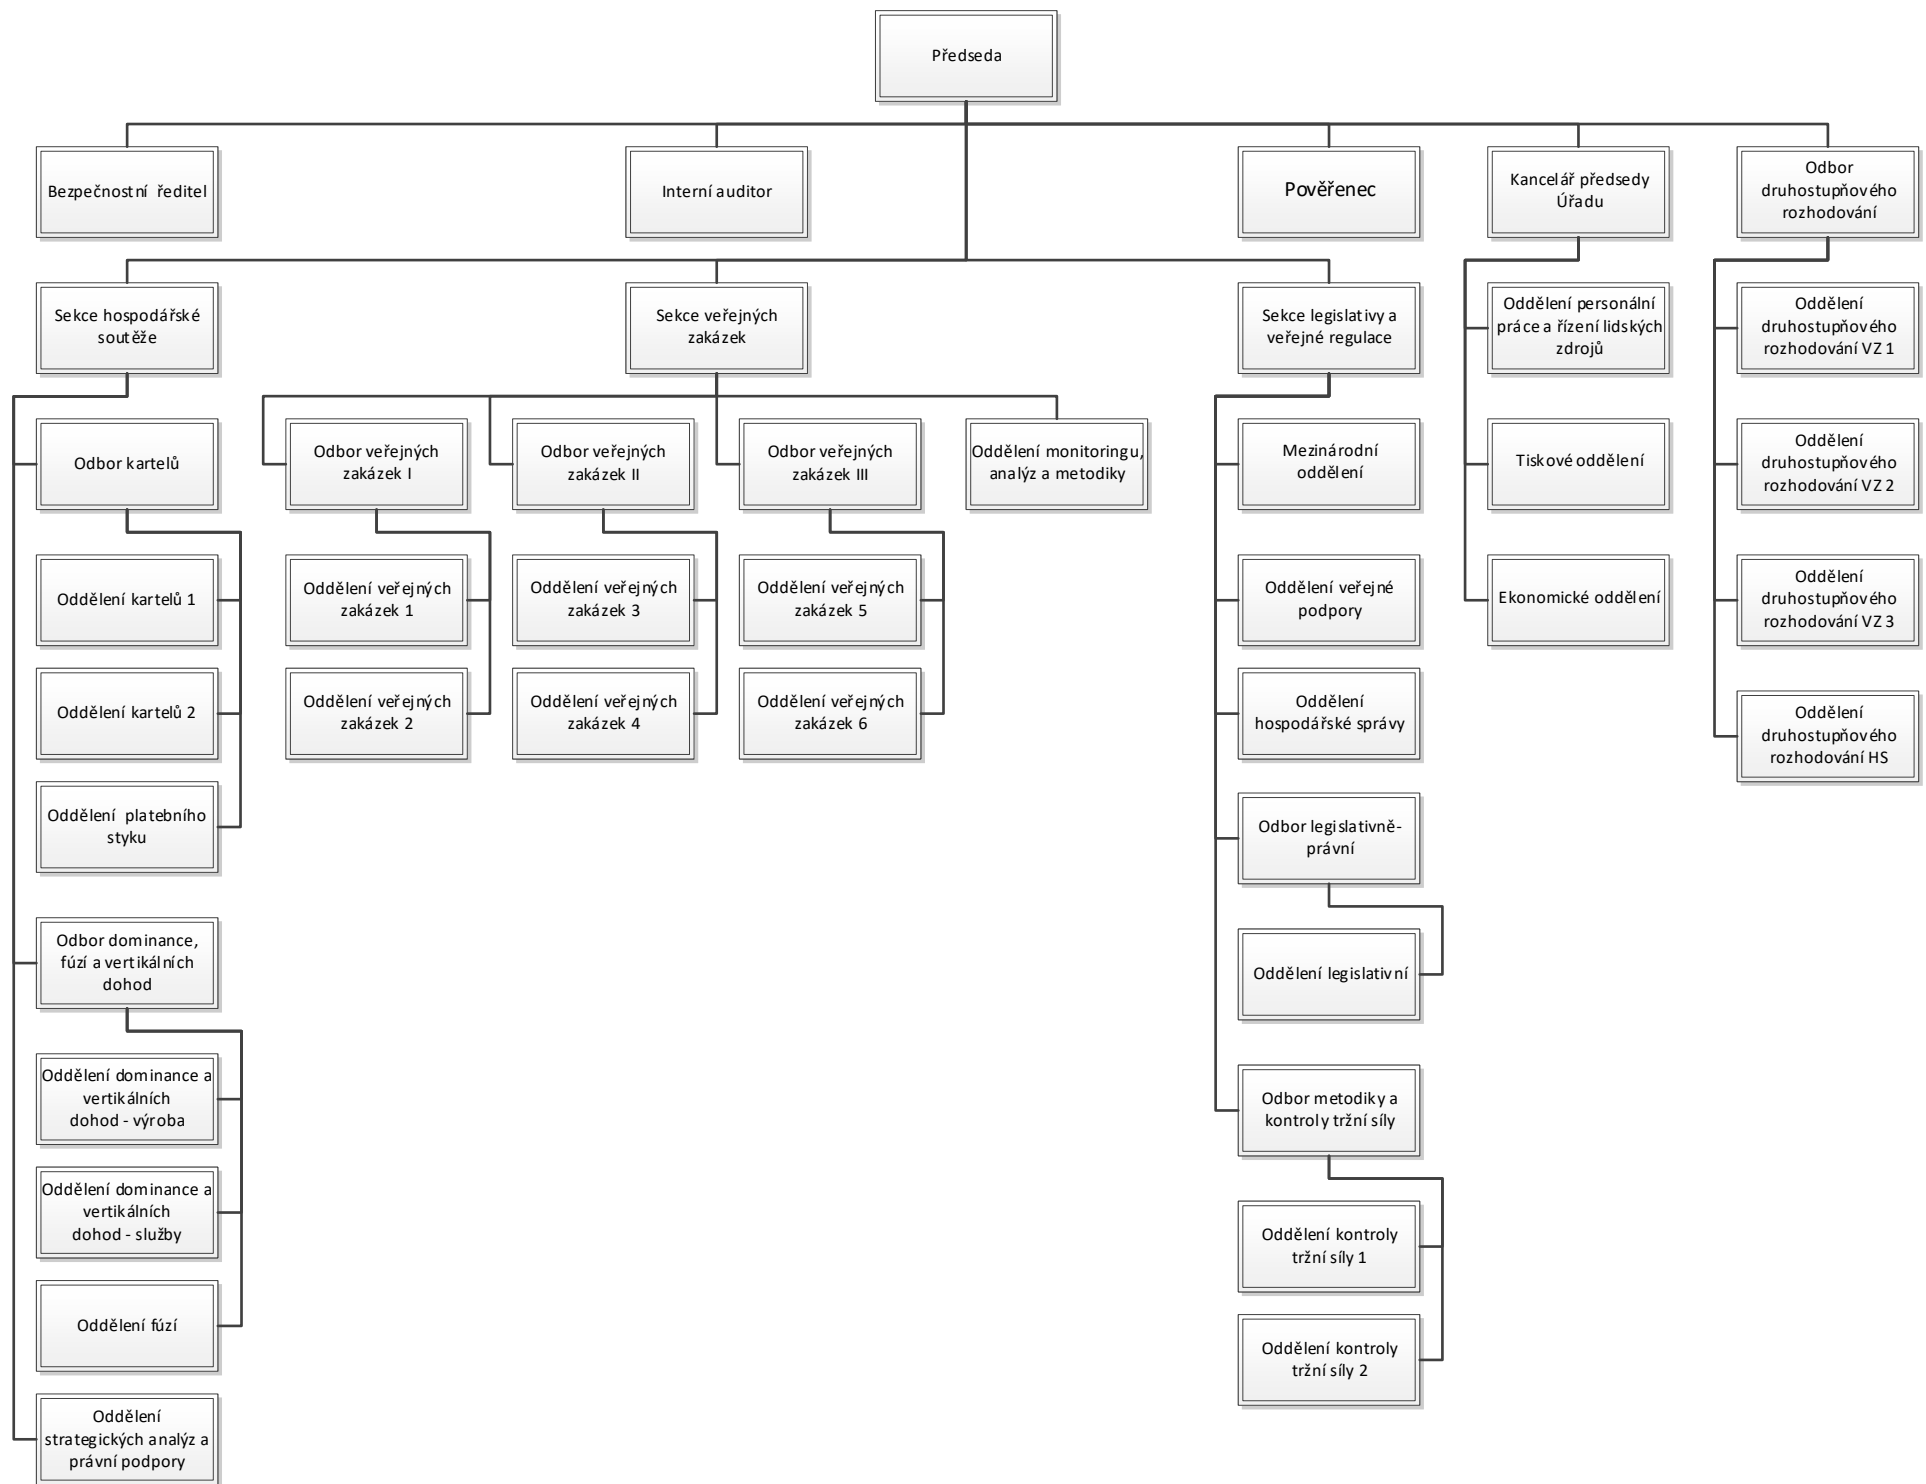 Předseda
Bezpečnostní ředitel
Interní auditor
Pověřenec
Kancelář předsedy
Úřadu
Odbor
druhostupňového
rozhodování
Sekce hospodářské
soutěže
Sekce veřejných
zakázek
Sekce legislativy a
veřejné regulace
Oddělení personální
práce a řízení lidských
zdrojů
Oddělení
druhostupňového
rozhodování VZ 1
Odbor kartelů
Odbor veřejných
zakázek I
Odbor veřejných
zakázek II
Odbor veřejných
zakázek III
Oddělení monitoringu,
analýz a metodiky
Mezinárodní
oddělení
Tiskové oddělení
Oddělení
druhostupňového
rozhodování VZ 2
Oddělení kartelů 1
Oddělení veřejných
zakázek 1
Oddělení veřejných
zakázek 3
Oddělení veřejných
zakázek 5
Oddělení veřejné
podpory
Ekonomické oddělení
Oddělení
druhostupňového
rozhodování VZ 3
Oddělení kartelů 2
Oddělení veřejných
zakázek 2
Oddělení veřejných
zakázek 4
Oddělení veřejných
zakázek 6
Oddělení
hospodářské správy
Oddělení
druhostupňového
rozhodování HS
Oddělení platebního
styku
Odbor legislativně-
právní
Odbor dominance,
fúzí a vertikálních
dohod
Oddělení legislativní
Oddělení dominance a
vertikálních
dohod - výroba
Odbor metodiky a
kontroly tržní síly
Oddělení dominance a
vertikálních
dohod - služby
Oddělení kontroly
tržní síly 1
Oddělení fúzí
Oddělení kontroly
tržní síly 2
Oddělení
strategických analýz a
právní podpory